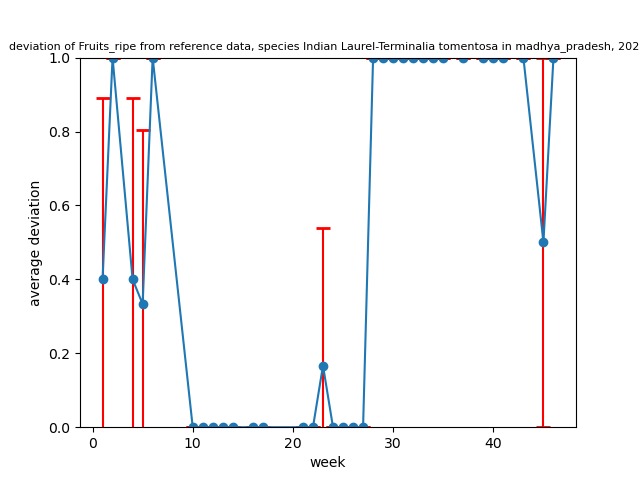 deviation of Fruits_ripe from reference data, species Indian Laurel-Terminalia tomentosa in madhya_pradesh, 202
1.0
0.8
0.6
0.4
0.2
0.0
average deviation
0 10 20 30 40
week